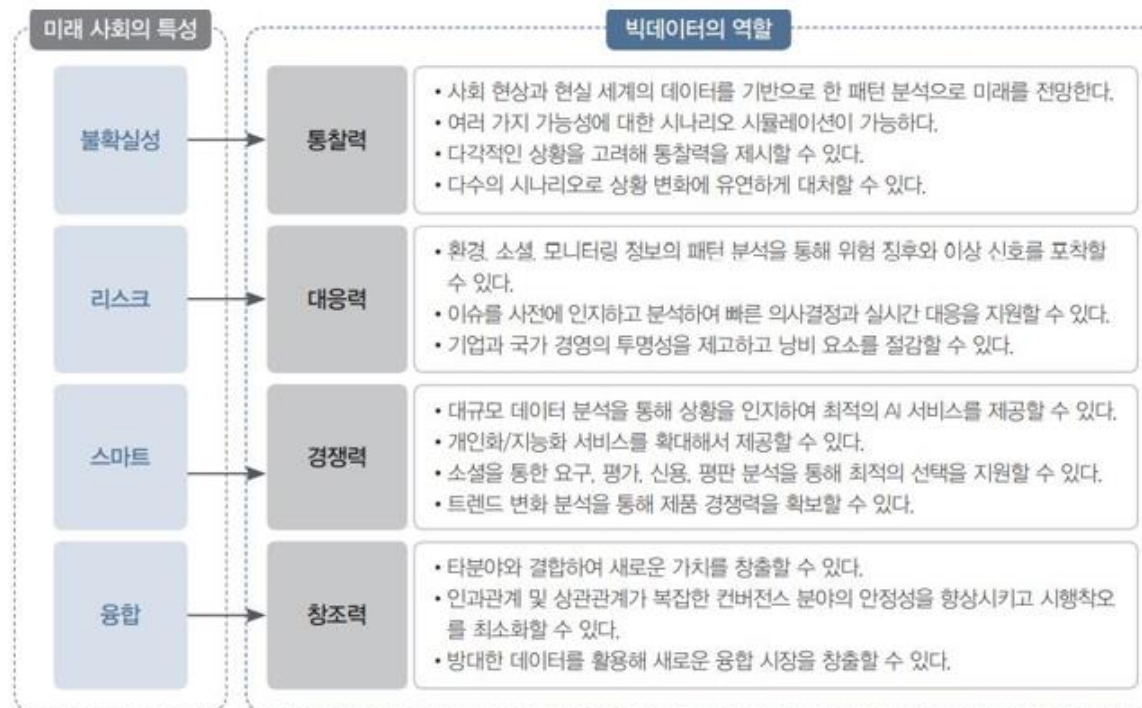 미래 사회의 특성
빅데이터의 역할
불확실성
통찰력
• 사회 현상과 현실 세계의 데이터를 기반으로 한 패턴 분석으로 미래를 전망한다.
• 여러 가지 가능성에 대한 시나리오 시뮬레이션이 가능하다.
• 다각적인 상황을 고려해 통찰력을 제시할 수 있다.
• 다수의 시나리오로 상황 변화에 유연하게 대처할 수 있다.
리스크
대응력
• 환경, 소셜, 모니터링 정보의 패턴 분석을 통해 위험 징후와 이상 신호를 포착할
수 있다.
• 이슈를 사전에 인지하고 분석하여 빠른 의사결정과 실시간 대응을 지원할 수 있다.
• 기업과 국가 경영의 투명성을 제고하고 낭비 요소를 절감할 수 있다.
스마트
경쟁력
• 대규모 데이터 분석을 통해 상황을 인지하여 최적의 AI 서비스를 제공할 수 있다.
• 개인화/지능화 서비스를 확대해서 제공할 수 있다.
• 소셜을 통한 요구, 평가, 신용, 평판 분석을 통해 최적의 선택을 지원할 수 있다.
• 트렌드 변화 분석을 통해 제품 경쟁력을 확보할 수 있다.
융합
창조력
• 타분야와 결합하여 새로운 가치를 창출할 수 있다.
• 인과관계 및 상관관계가 복잡한 컨버전스 분야의 안정성을 향상시키고 시행착오
를 최소화할 수 있다.
• 방대한 데이터를 활용해 새로운 융합 시장을 창출할 수 있다.